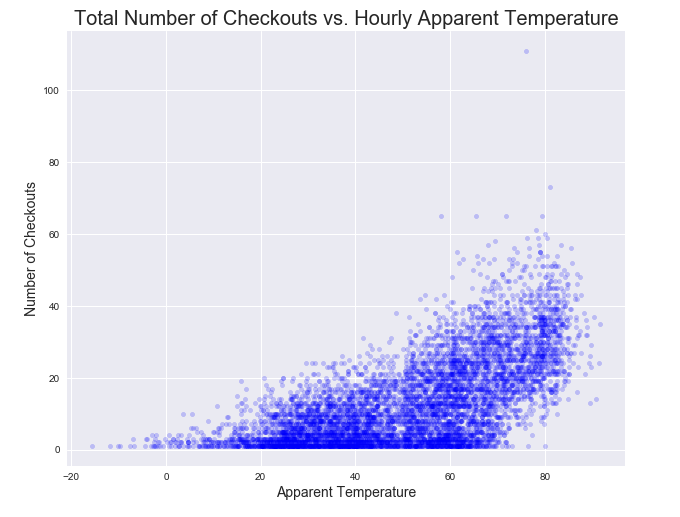 Total Number of Checkouts vs. Hourly Apparent Temperature
100
80
60
40
20
0
Number of Checkouts
−20 0 20 40 60 80
Apparent Temperature